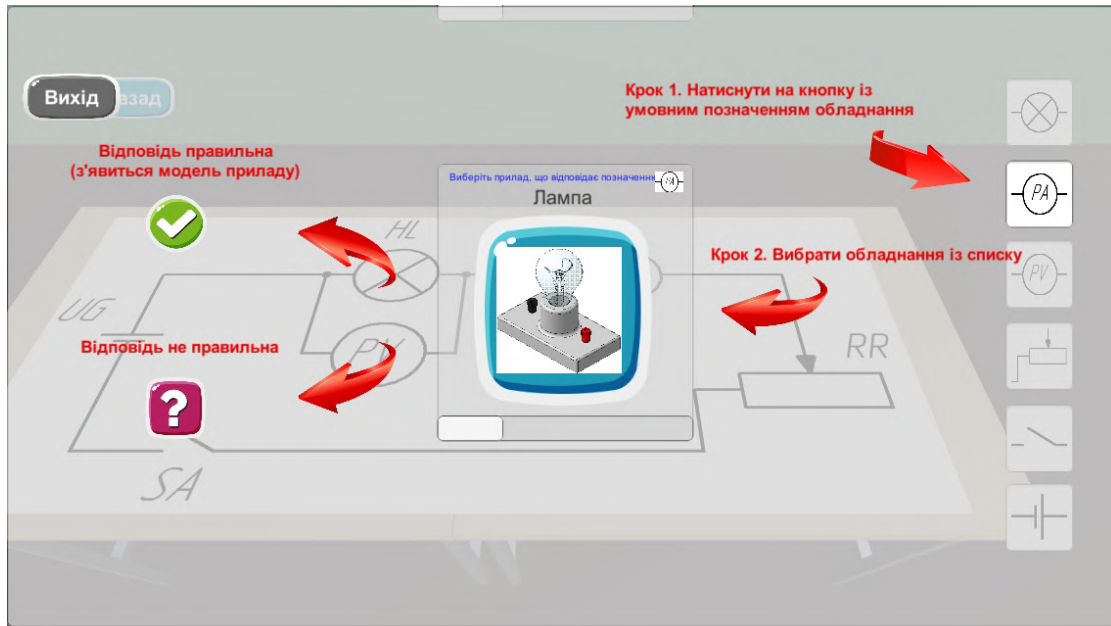 Вихід
азад
Крок 1. Натиснути на кнопку із
умовним позначенням обладнання
Відповідь правильна
(з'явиться модель приладу)
Виберіть прилад, що відповідає позначенню
PA
Лампа
PA
HL
Крок 2. Вибрати обладнання із списку
PV
UG
Відповідь не правильна
PV
RR
?
SA